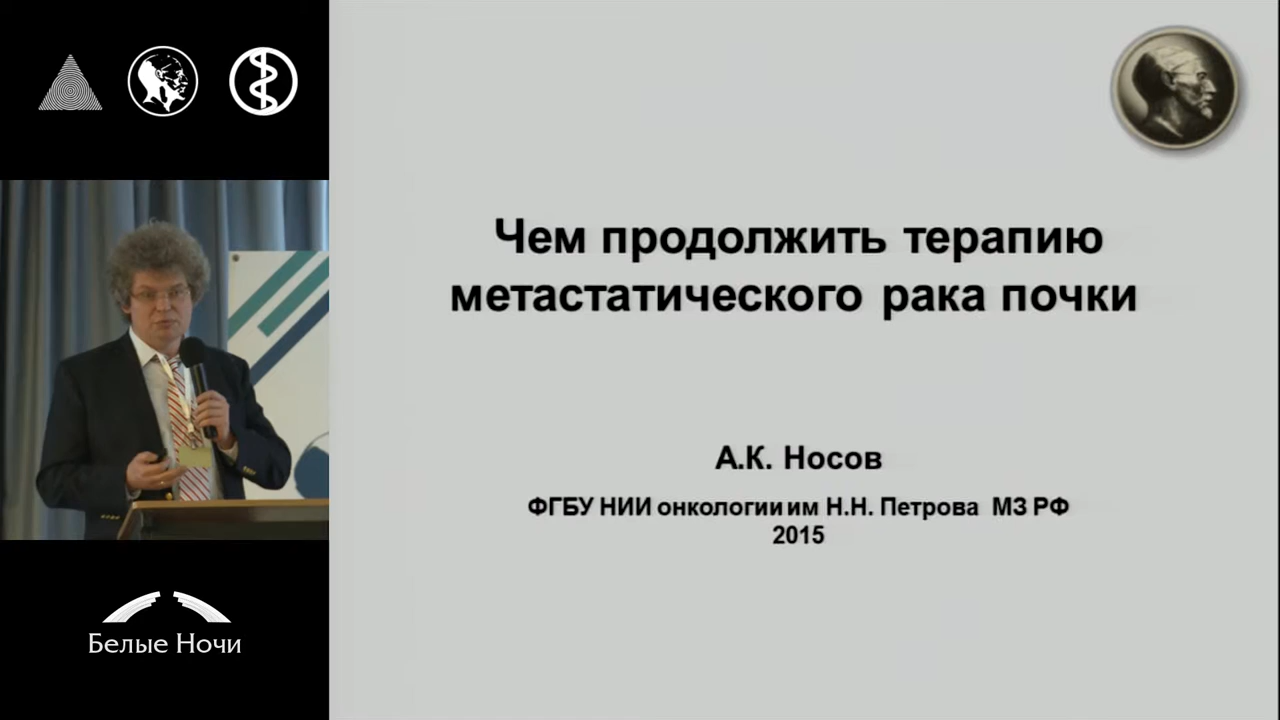 Чем продолжить терапию
метастатического рака почки
А.К. Носов
ФГБУ НИИ онкологии им Н.Н. Петрова МЗ РФ
2015
Белые Ночи